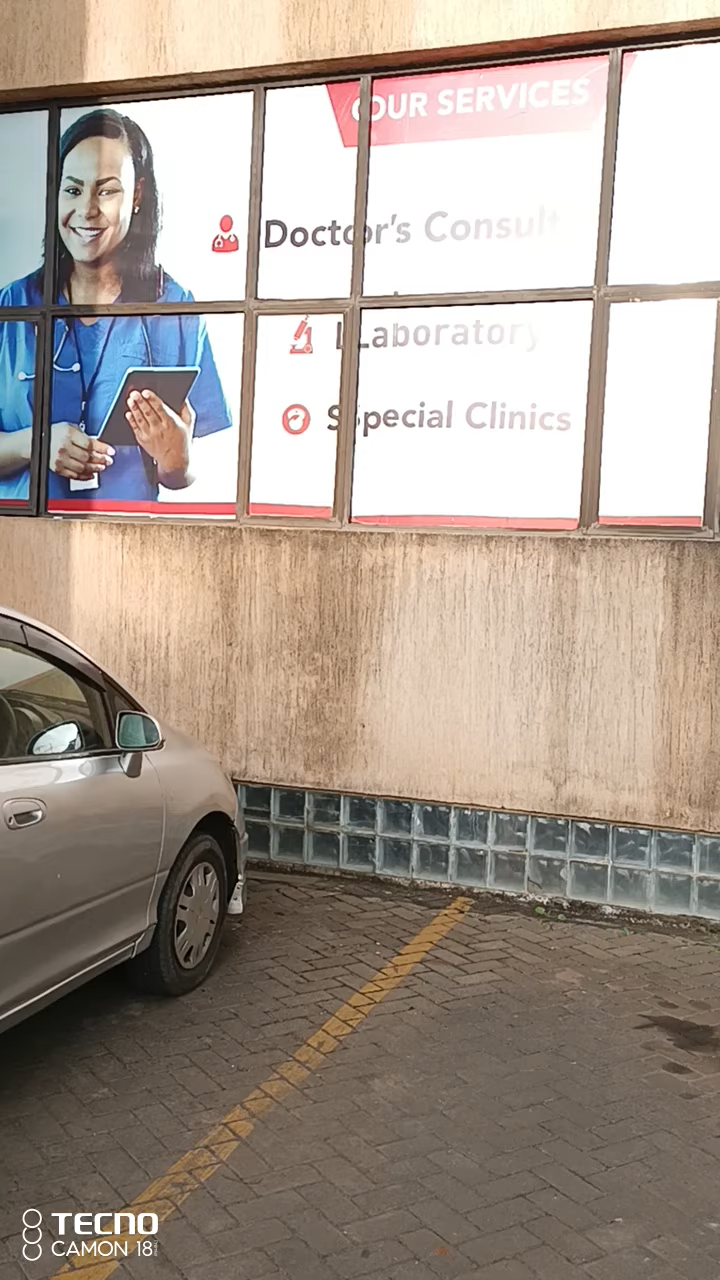 OUR SERVICES
Doctor's Consult
Laboratory
Special Clinics
TECNO
CAMON 18